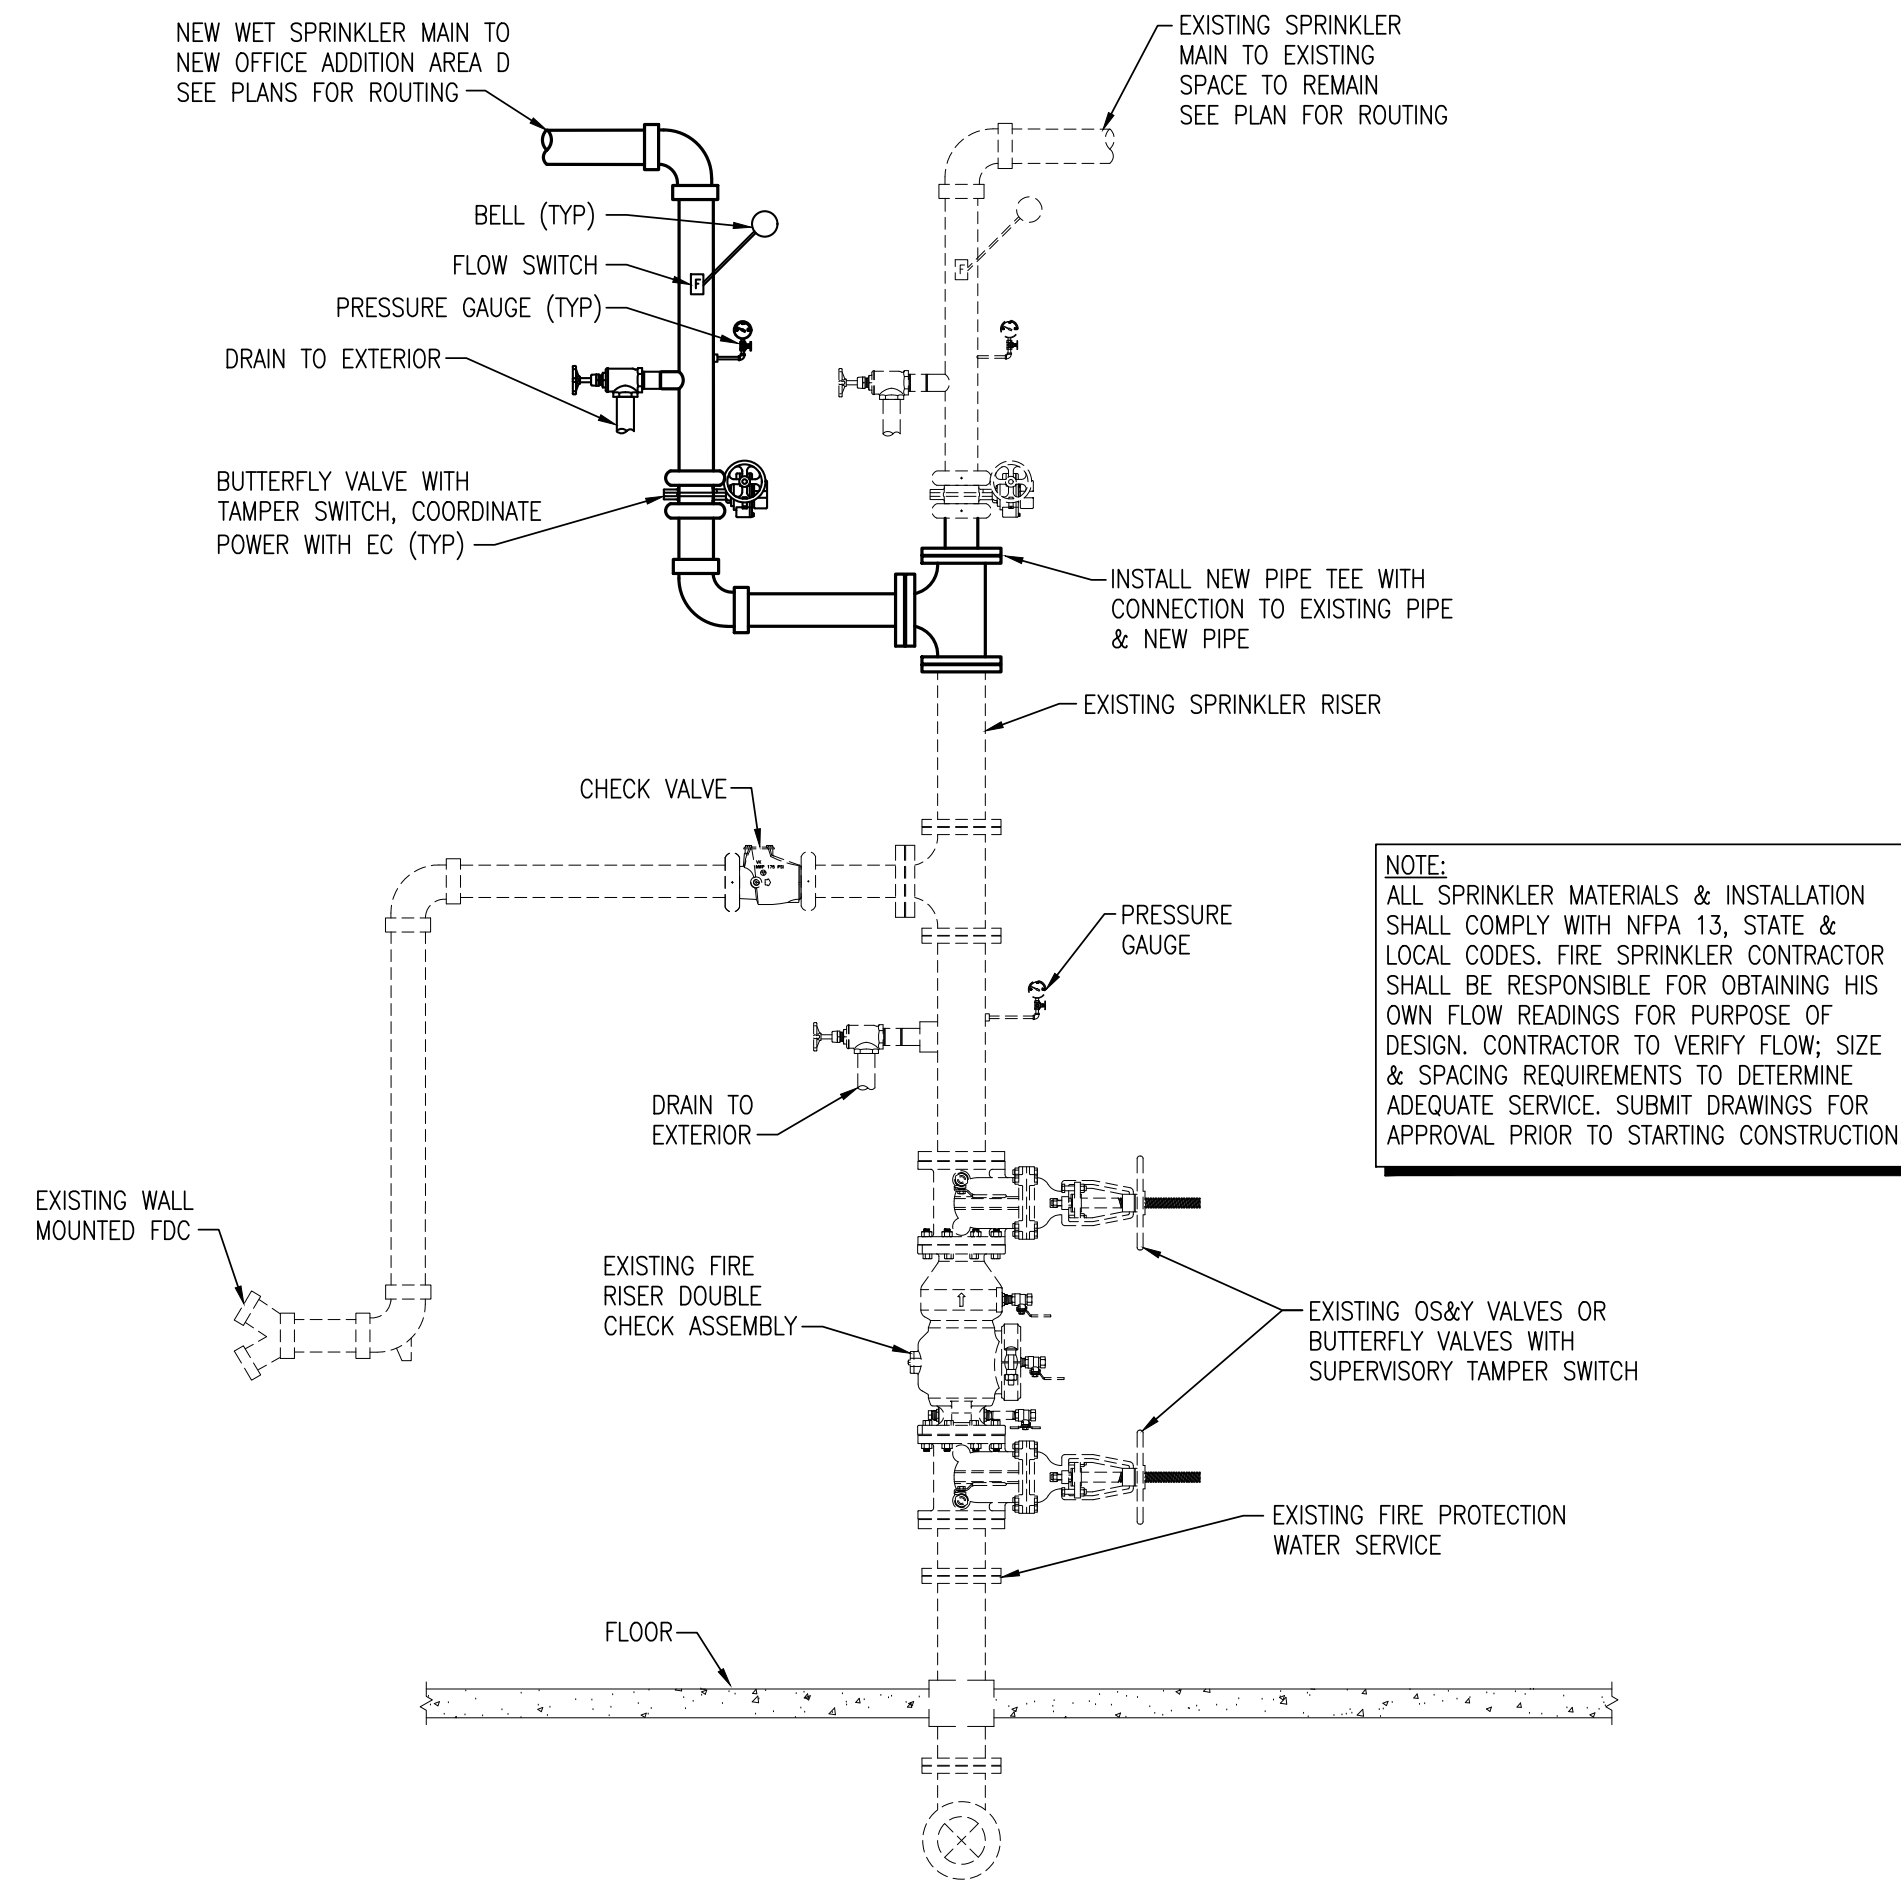 NEW WET SPRINKLER MAIN TO
NEW OFFICE ADDITION AREA D
SEE PLANS FOR ROUTING
EXISTING SPRINKLER
MAIN TO EXISTING
SPACE TO REMAIN
SEE PLAN FOR ROUTING
BELL (TYP)
FLOW SWITCH
F
F
PRESSURE GAUGE (TYP)
DRAIN TO EXTERIOR
BUTTERFLY VALVE WITH
TAMPER SWITCH, COORDINATE
POWER WITH EC (TYP)
INSTALL NEW PIPE TEE WITH
CONNECTION TO EXISTING PIPE
& NEW PIPE
EXISTING SPRINKLER RISER
CHECK VALVE
PRESSURE
GAUGE
NOTE:
ALL SPRINKLER MATERIALS & INSTALLATION
SHALL COMPLY WITH NFPA 13, STATE &
LOCAL CODES. FIRE SPRINKLER CONTRACTOR
SHALL BE RESPONSIBLE FOR OBTAINING HIS
OWN FLOW READINGS FOR PURPOSE OF
DESIGN. CONTRACTOR TO VERIFY FLOW; SIZE
& SPACING REQUIREMENTS TO DETERMINE
ADEQUATE SERVICE. SUBMIT DRAWINGS FOR
APPROVAL PRIOR TO STARTING CONSTRUCTION
DRAIN TO
EXTERIOR
EXISTING WALL
MOUNTED FDC
EXISTING FIRE
RISER DOUBLE
CHECK ASSEMBLY
EXISTING OS&Y VALVES OR
BUTTERFLY VALVES WITH
SUPERVISORY TAMPER SWITCH
EXISTING FIRE PROTECTION
WATER SERVICE
FLOOR